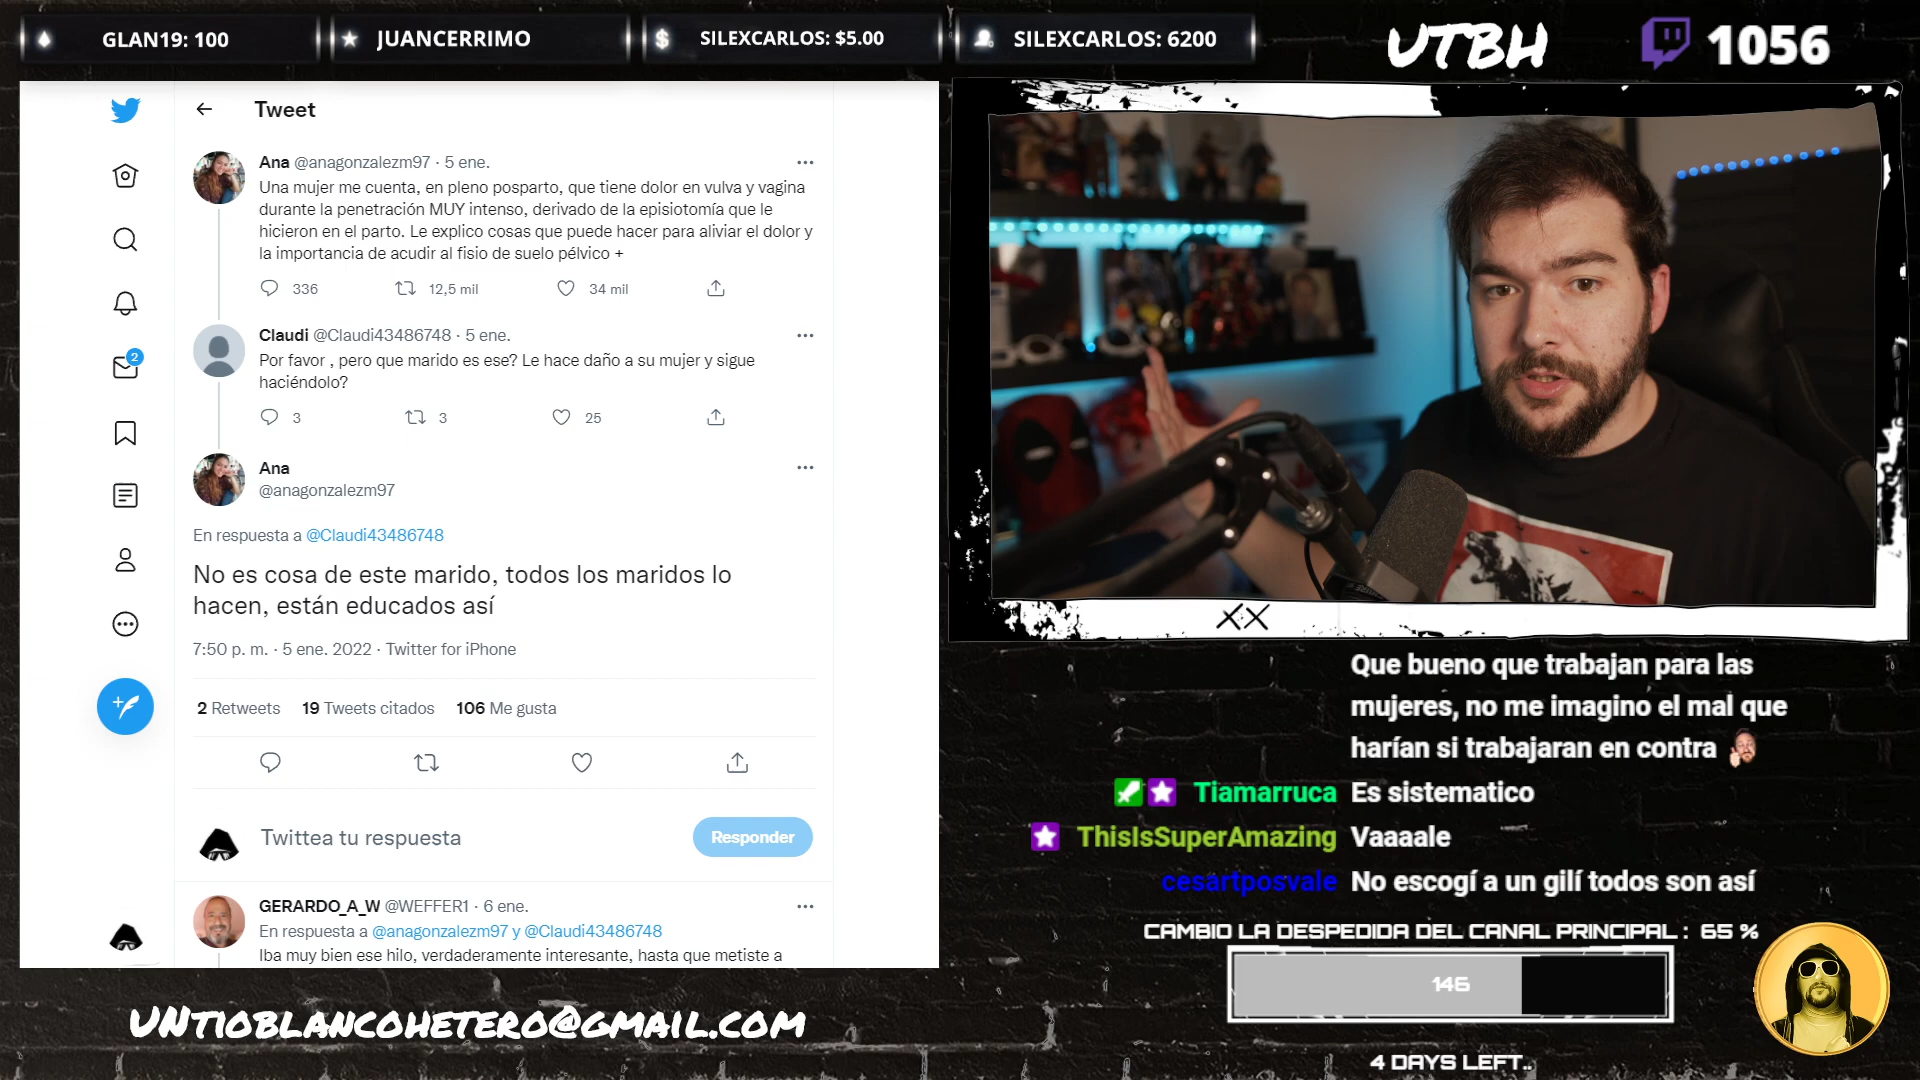 GLAN19: 100
JUANCERRIMO
SILEXCARLOS: $5.00
SILEXCARLOS: 6200
UTBH
1056
Tweet
Ana @anagonzalezm97 · 5 ene.
Una mujer me cuenta, en pleno posparto, que tiene dolor en vulva y vagina
durante la penetración MUY intenso, derivado de la episiotomía que le
hicieron en el parto. Le explico cosas que puede hacer para aliviar el dolor y
la importancia de acudir al fisio de suelo pélvico +
336
12,5 mil
34 mil
Claudi @Claudi43486748 · 5 ene.
Por favor , pero que marido es ese? Le hace daño a su mujer y sigue
haciéndolo?
3
3
25
2
Ana
@anagonzalezm97
En respuesta a @Claudi43486748
No es cosa de este marido, todos los maridos lo
hacen, están educados así
7:50 p. m. · 5 ene. 2022 · Twitter for iPhone
2 Retweets 19 Tweets citados 106 Me gusta
Twittea tu respuesta
Responder
GERARDO_A_W @WEFFER1 · 6 ene.
En respuesta a @anagonzalezm97 y @Claudi43486748
Iba muy bien ese hilo, verdaderamente interesante, hasta que metiste a
UNTIOBLANCOHETERO@GMAIL.COM
XX
Que bueno que trabajan para las
mujeres, no me imagino el mal que
harían si trabajaran en contra
Tiamarruca Es sistematico
ThisIsSuperAmazing Vaaaale
cesartposvale No escogí a un gilí todos son así
CAMBIO LA DESPEDIDA DEL CANAL PRINCIPAL: 65 %
146
4 DAYS LEFT..